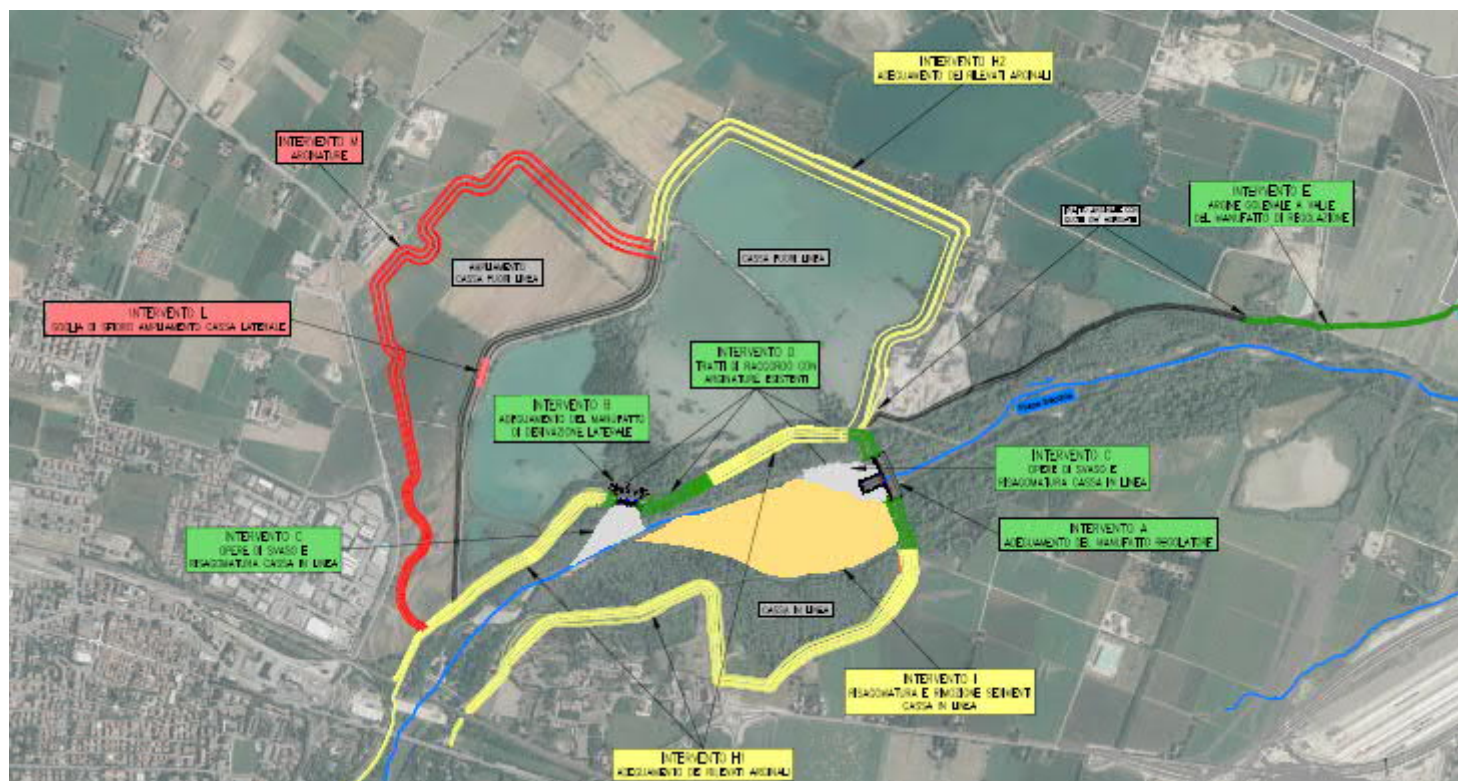 INTERVENTO H2
ADEGUAMENTO DEI RILEVATI ARGINALI
INTERVENTO M
ARGINATURE
INTERVENTO E
ARGINE GOLENALE A VALLE
DEL MANUFATTO DI REGOLAZIONE
AMPLIAMENTO
CASSA FUORI LINEA
CASSA FUORI LINEA
INTERVENTO L
SOGLIA DI SFIORO AMPLIAMENTO CASSA LATERALE
INTERVENTO D
TRATTI DI RACCORDO CON
ARGINATURE ESISTENTI
INTERVENTO B
ADEGUAMENTO DEL MANUFATTO
DI DERIVAZIONE LATERALE
INTERVENTO C
OPERE DI SVASO E
RISAGOMATURA CASSA IN LINEA
INTERVENTO A
ADEGUAMENTO DEL MANUFATTO REGOLATORE
INTERVENTO C
OPERE DI SVASO E
RISAGOMATURA CASSA IN LINEA
CASSA IN LINEA
INTERVENTO I
RISAGOMATURA E RIMOZIONE SEDIMENTI
CASSA IN LINEA
INTERVENTO H1
ADEGUAMENTO DEI RILEVATI ARGINALI